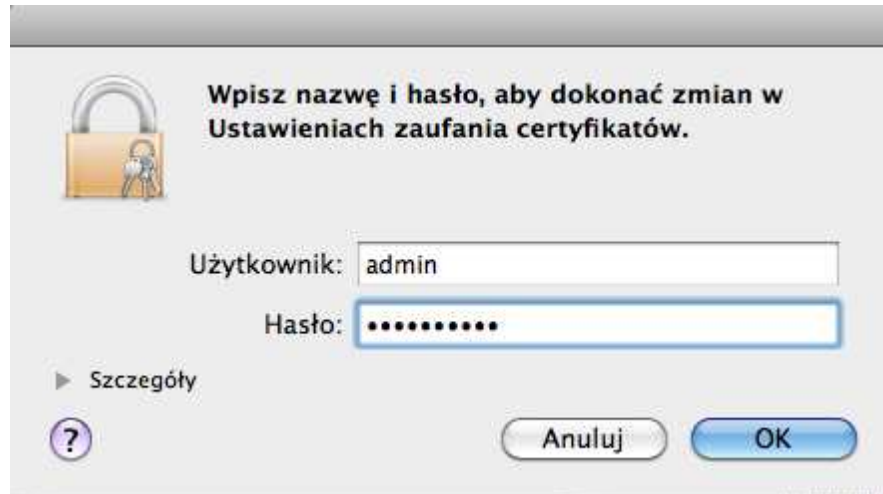 Wpisz nazwę i hasło, aby dokonać zmian w
Ustawieniach zaufania certyfikatów.
Użytkownik: admin
Hasło: ••••••••••
Szczegóły
?
Anuluj OK